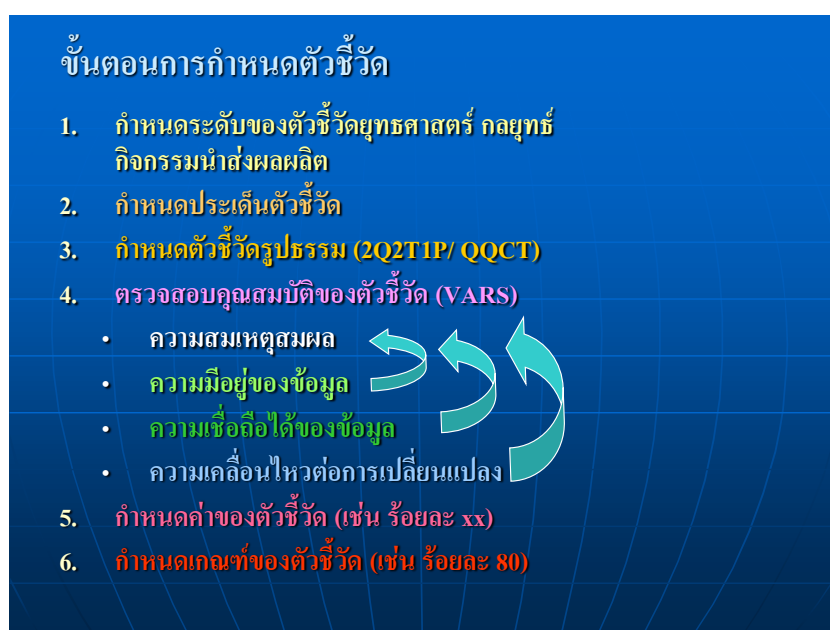 ขั้นตอนการกำหนดตัวชี้วัด
1. กำหนดระดับของตัวชี้วัดยุทธศาสตร์ กลยุทธ์
กิจกรรมนำส่งผลผลิต
2. กำหนดประเด็นตัวชี้วัด
3. กำหนดตัวชี้วัดรูปธรรม (2Q2T1P/ QQCT)
4. ตรวจสอบคุณสมบัติของตัวชี้วัด (VARS)
• ความสมเหตุสมผล
• ความมีอยู่ของข้อมูล
• ความเชื่อถือได้ของข้อมูล
• ความเคลื่อนไหวต่อการเปลี่ยนแปลง
5. กำหนดค่าของตัวชี้วัด (เช่น ร้อยละ xx)
6. กำหนดเกณฑ์ของตัวชี้วัด (เช่น ร้อยละ 80)